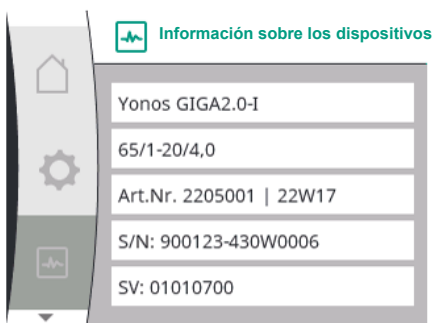 Información sobre los dispositivos
Yonos GIGA2.0-I
65/1-20/4,0
Art.Nr. 2205001 | 22W17
S/N: 900123-430W0006
SV: 01010700